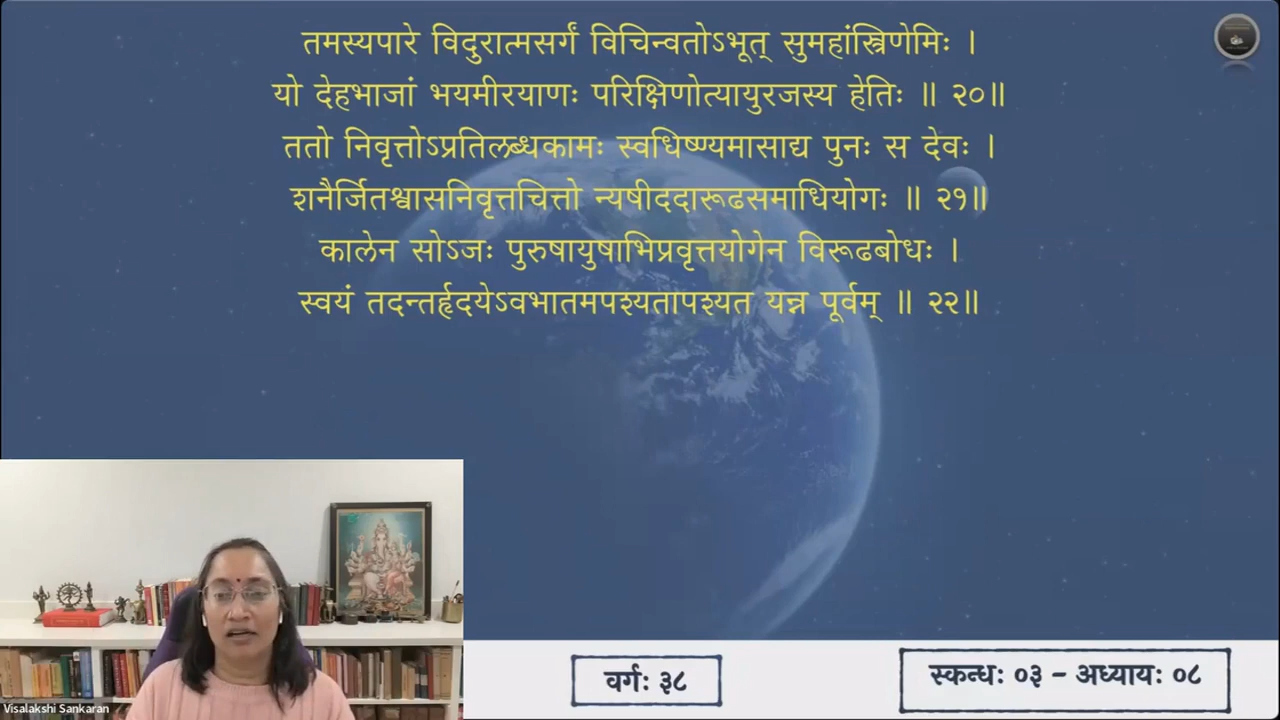 तमस्यपारे विदुरात्मसर्गं विचिन्वतोऽभूत् सुमहांस्त्रिणेमिः ।
यो देहभाजां भयमीरयाणः परिक्षिणोत्यायुरजस्य हेतिः ॥ २०॥
ततो निवृत्तोऽप्रतिलब्धकामः स्वधिष्ण्यमासाद्य पुनः स देवः ।
शनैर्जितश्वासनिवृत्तचित्तो न्यषीददारूढसमाधियोगः ॥ २१॥
कालेन सोऽजः पुरुषायुषाभिप्रवृत्तयोगेन विरूढबोधः ।
स्वयं तदन्तर्हृदयेऽवभातमपश्यतापश्यत यन्न पूर्वम् ॥ २२॥
Visalakshi Sankaran
वर्गः ३८
स्कन्धः ०३ - अध्यायः ०८